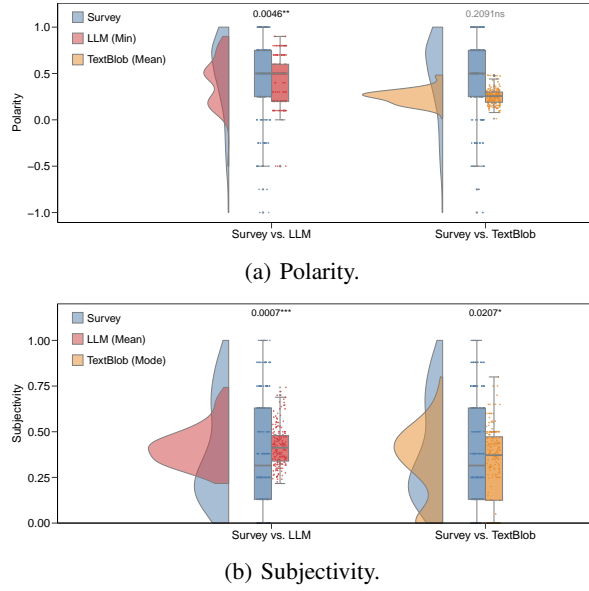 Survey
LLM (Min)
TextBlob (Mean)
0.0046**
0.2091ns
Polarity
1.0
0.5
0.0
−0.5
−1.0
Survey vs. LLM
Survey vs. TextBlob
(a) Polarity.
Survey
LLM (Mean)
TextBlob (Mode)
0.0007***
0.0207*
Subjectivity
1.00
0.75
0.50
0.25
0.00
Survey vs. LLM
Survey vs. TextBlob
(b) Subjectivity.